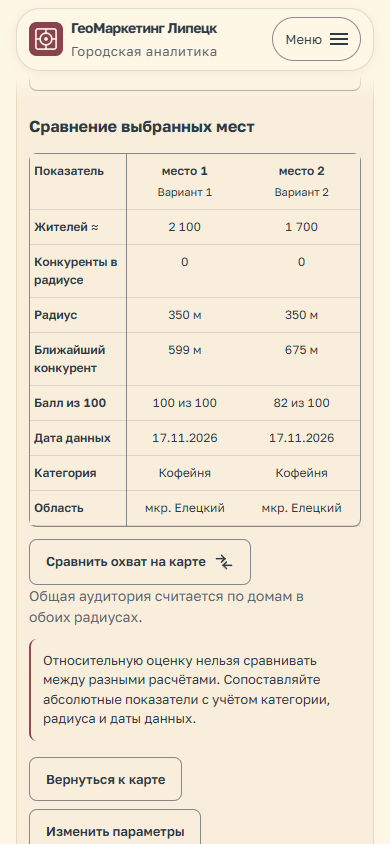 ГеоМаркетинг Липецк
Городская аналитика
Меню
Сравнение выбранных мест
Показатель место 1 место 2
Вариант 1 Вариант 2
Жителей ≈ 2 100 1 700
Конкуренты в 0 0
радиусе
Радиус 350 м 350 м
Ближайший 599 м 675 м
конкурент
Балл из 100 100 из 100 82 из 100
Дата данных 17.11.2026 17.11.2026
Категория Кофейня Кофейня
Область мкр. Елецкий мкр. Елецкий
Сравнить охват на карте
Общая аудитория считается по домам в
обоих радиусах.
Относительную оценку нельзя сравнивать
между разными расчётами. Сопоставляйте
абсолютные показатели с учётом категории,
радиуса и даты данных.
Вернуться к карте
Изменить параметры